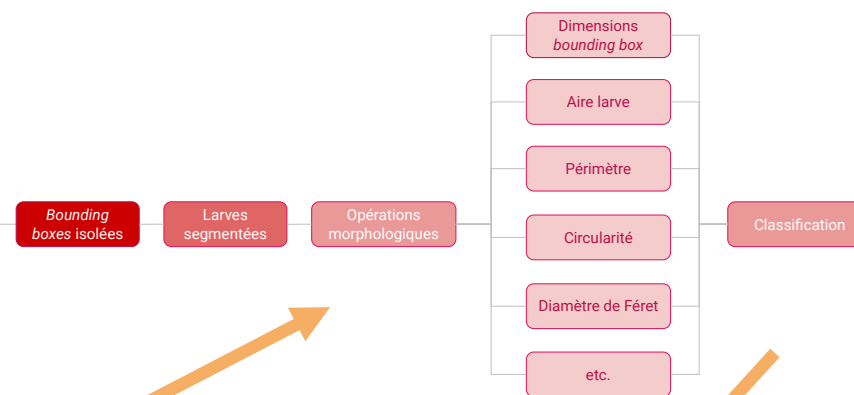 Bounding
boxes isolées
Larves
segmentées
Opérations
morphologiques
Dimensions
bounding box
Aire larve
Périmètre
Circularité
Diamètre de Féret
etc.
Classification